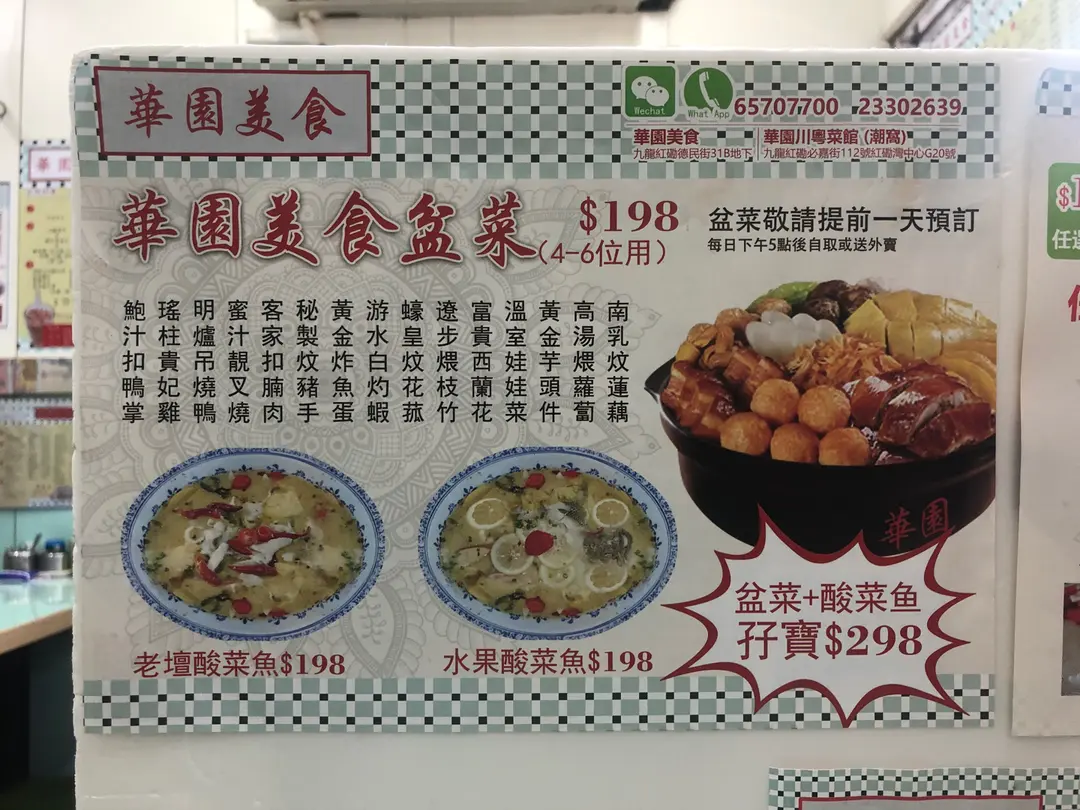 華園美食
Wechat
What'App
65707700 23302639
華園美食
九龍紅磡德民街31B地下
華園川粵菜館 (潮窩)
九龍紅磡必嘉街112號紅磡灣中心G20號
華園美食盆菜
$198
(4-6位用)
盆菜敬請提前一天預訂
每日下午5點後自取或送外賣
鮑汁扣鴨掌
瑤柱貴妃雞
明爐吊燒鴨
蜜汁靚叉燒
客家扣腩肉
秘製炆豬手
黃金炸魚蛋
游水白灼蝦
蠔皇炆花菰
遼步煨枝竹
富貴西蘭花
溫室娃娃菜
黃金芋頭件
高湯煨蘿蔔
南乳炆蓮藕
華園
老壇酸菜魚$198
水果酸菜魚$198
盆菜+酸菜鱼
孖寶$298